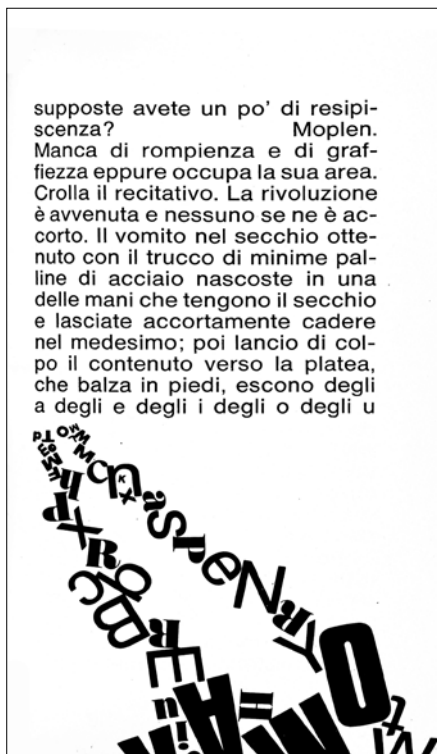 supposte avete un po' di resipi-
scenza? Moplen.
Manca di rompienza e di graf-
fiezza eppure occupa la sua area.
Crolla il recitativo. La rivoluzione
è avvenuta e nessuno se ne è ac-
corto. Il vomito nel secchio otte-
nuto con il trucco di minime pal-
line di acciaio nascoste in una
delle mani che tengono il secchio
e lasciate accortamente cadere
nel medesimo; poi lancio di col-
po il contenuto verso la platea,
che balza in piedi, escono degli
a degli e degli i degli o degli u